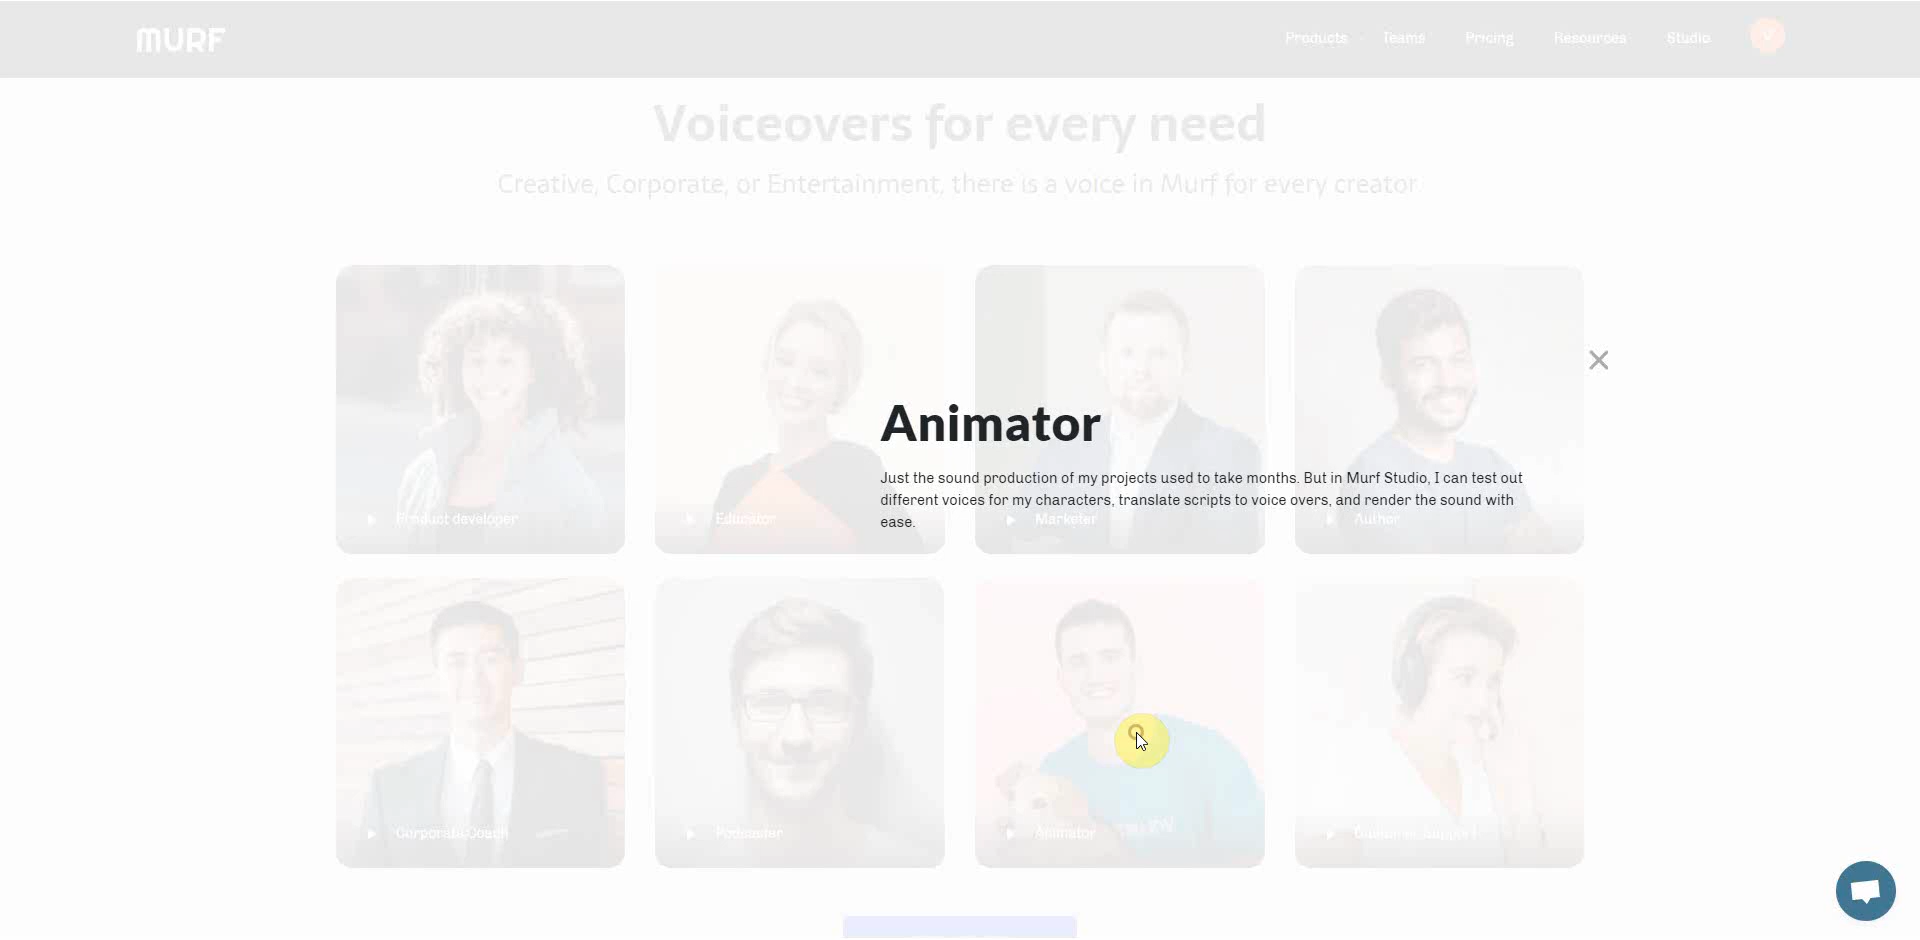 MURF
Products
Teams
Pricing
Resources
Studio
Voiceovers for every need
Creative, Corporate, or Entertainment, there is a voice in Murf for every creator
Animator
Just the sound production of my projects used to take months. But in Murf Studio, I can test out
different voices for my characters, translate scripts to voice overs, and render the sound with
ease.
Product developer
Educator
Marketer
Author
Corporate Coach
Podcaster
Animator
Customer Support